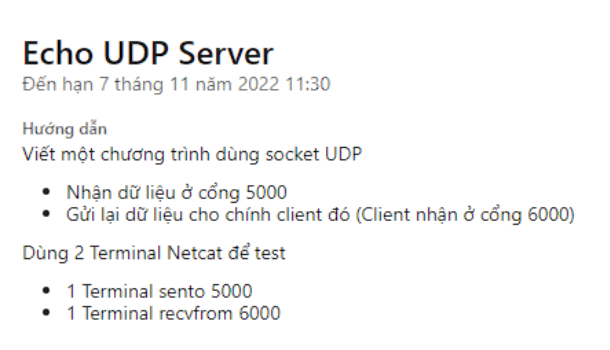 Echo UDP Server
Đến hạn 7 tháng 11 năm 2022 11:30
Hướng dẫn
Viết một chương trình dùng socket UDP
• Nhận dữ liệu ở cổng 5000
• Gửi lại dữ liệu cho chính client đó (Client nhận ở cổng 6000)
Dùng 2 Terminal Netcat để test
• 1 Terminal sento 5000
• 1 Terminal recvfrom 6000